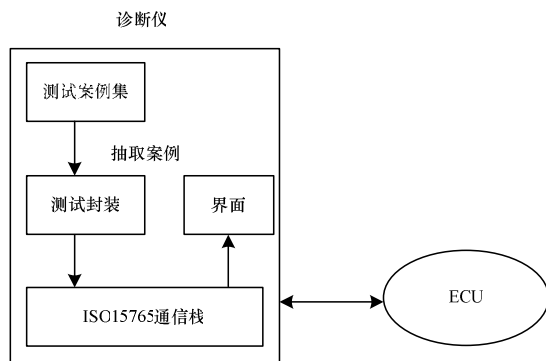 诊断仪
测试案例集
抽取案例
测试封装
界面
ISO15765通信栈
ECU